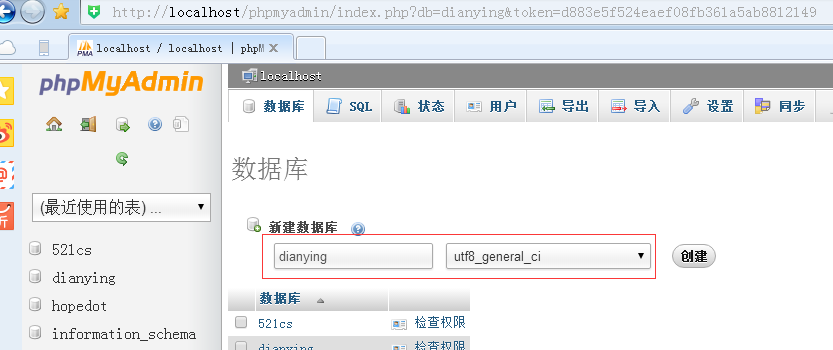 http://localhost/phpmyadmin/index.php?db=dianying&token=d883e5f524eaef08fb361a5ab8812149
PMA localhost / localhost | phpM
phpMyAdmin
localhost
数据库 SQL 状态 用户 导出 导入 设置 同步
数据库
(最近使用的表) ...
新建数据库
dianying utf8_general_ci 创建
521cs
dianying
hopedot
information_schema
数据库
521cs 检查权限
dianying 检查权限